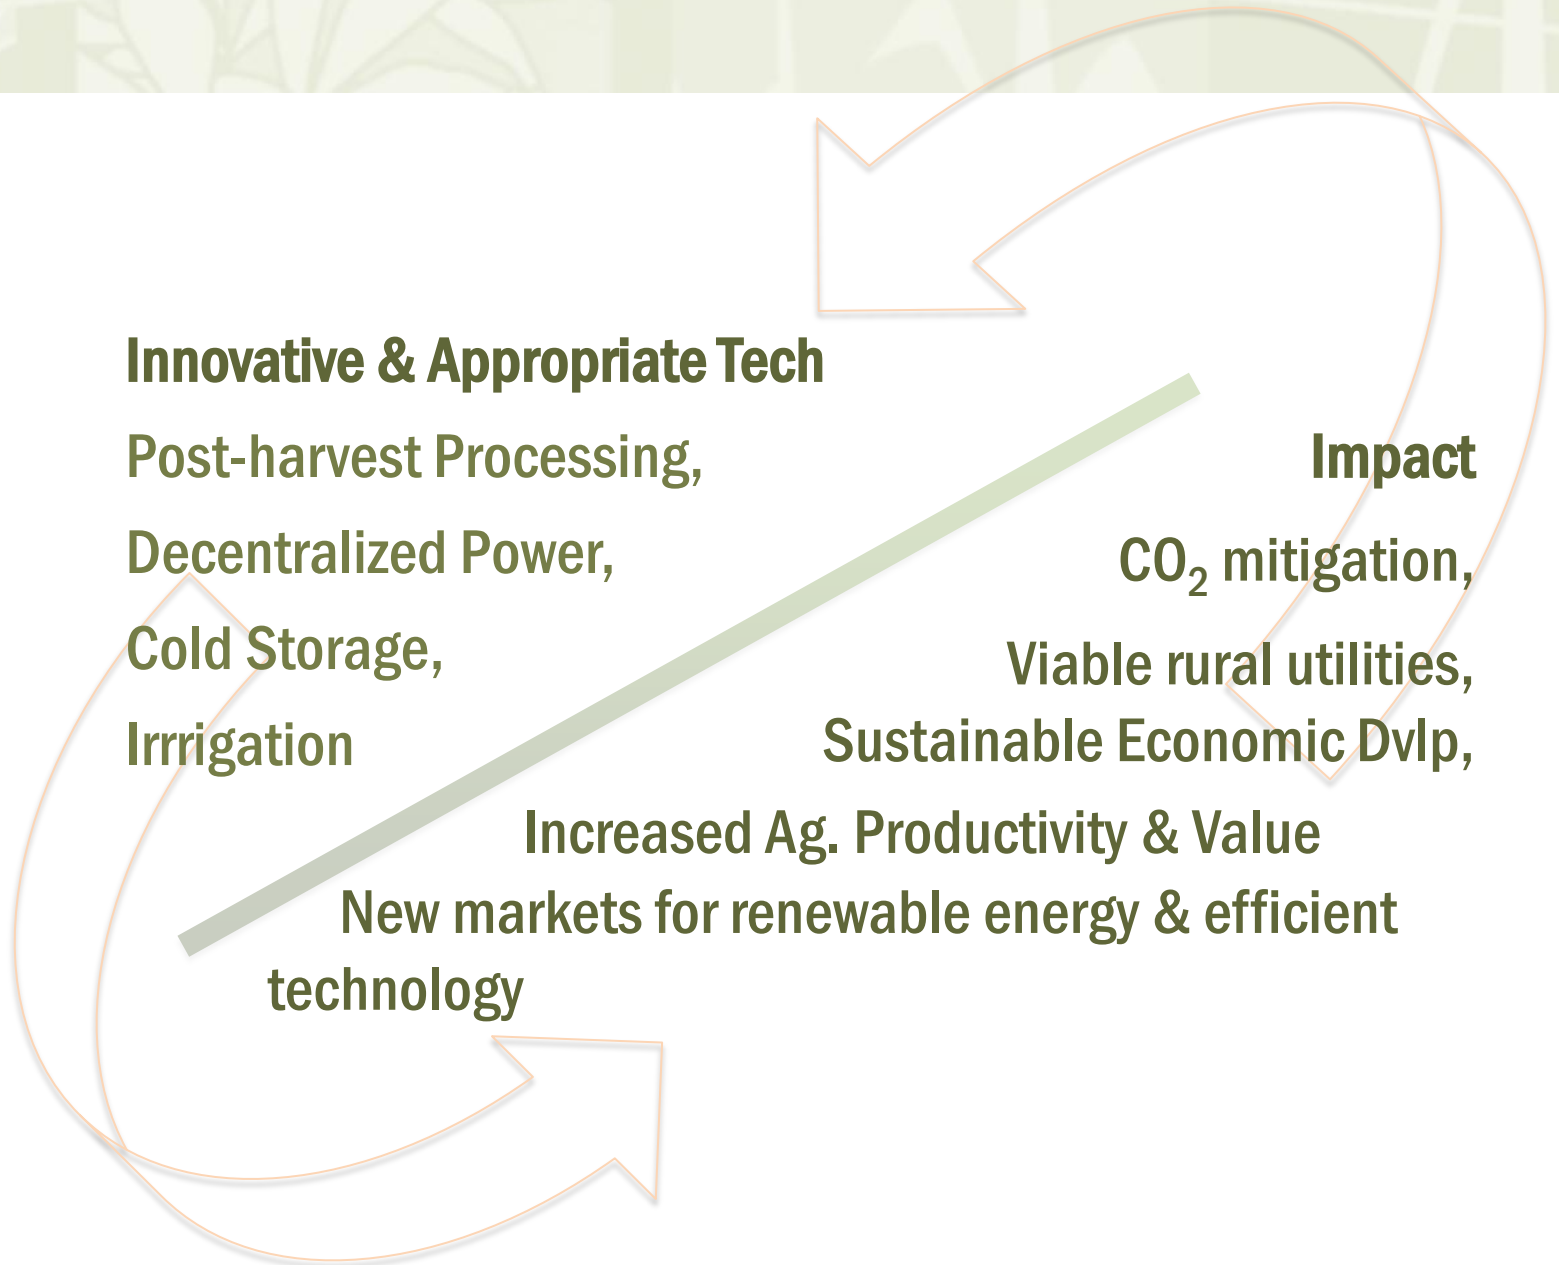 Innovative & Appropriate Tech
Post-harvest Processing,
Decentralized Power,
Cold Storage,
Irrrigation
Impact
CO₂ mitigation,
Viable rural utilities,
Sustainable Economic Dvlp,
Increased Ag. Productivity & Value
New markets for renewable energy & efficient
technology